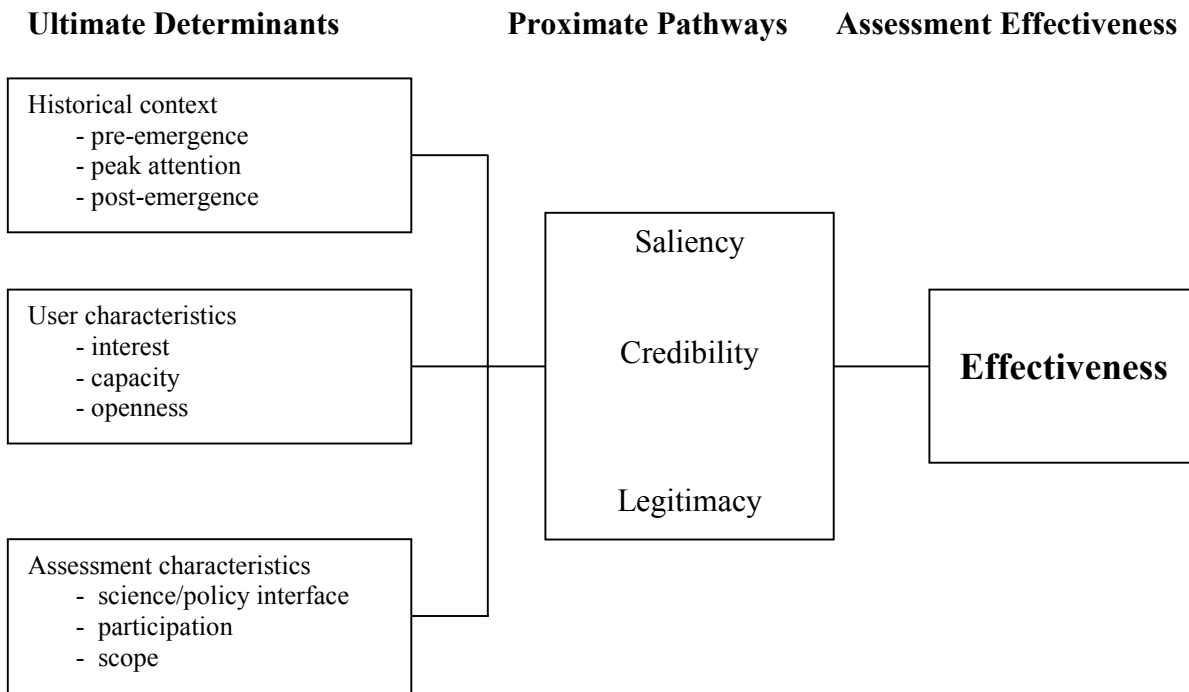 Ultimate Determinants
Proximate Pathways
Assessment Effectiveness
Historical context
- pre-emergence
- peak attention
- post-emergence
User characteristics
- interest
- capacity
- openness
Assessment characteristics
- science/policy interface
- participation
- scope
Saliency
Credibility
Legitimacy
Effectiveness